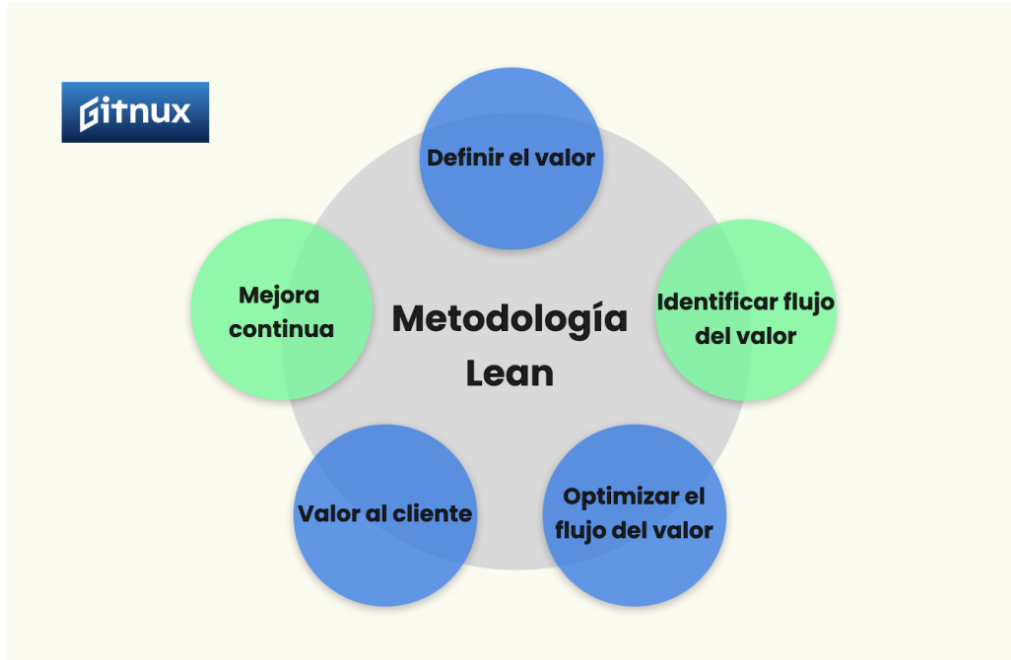 Gitnux
Definir el valor
Mejora
continua
Identificar flujo
del valor
Metodología
Lean
Valor al cliente
Optimizar el
flujo del valor